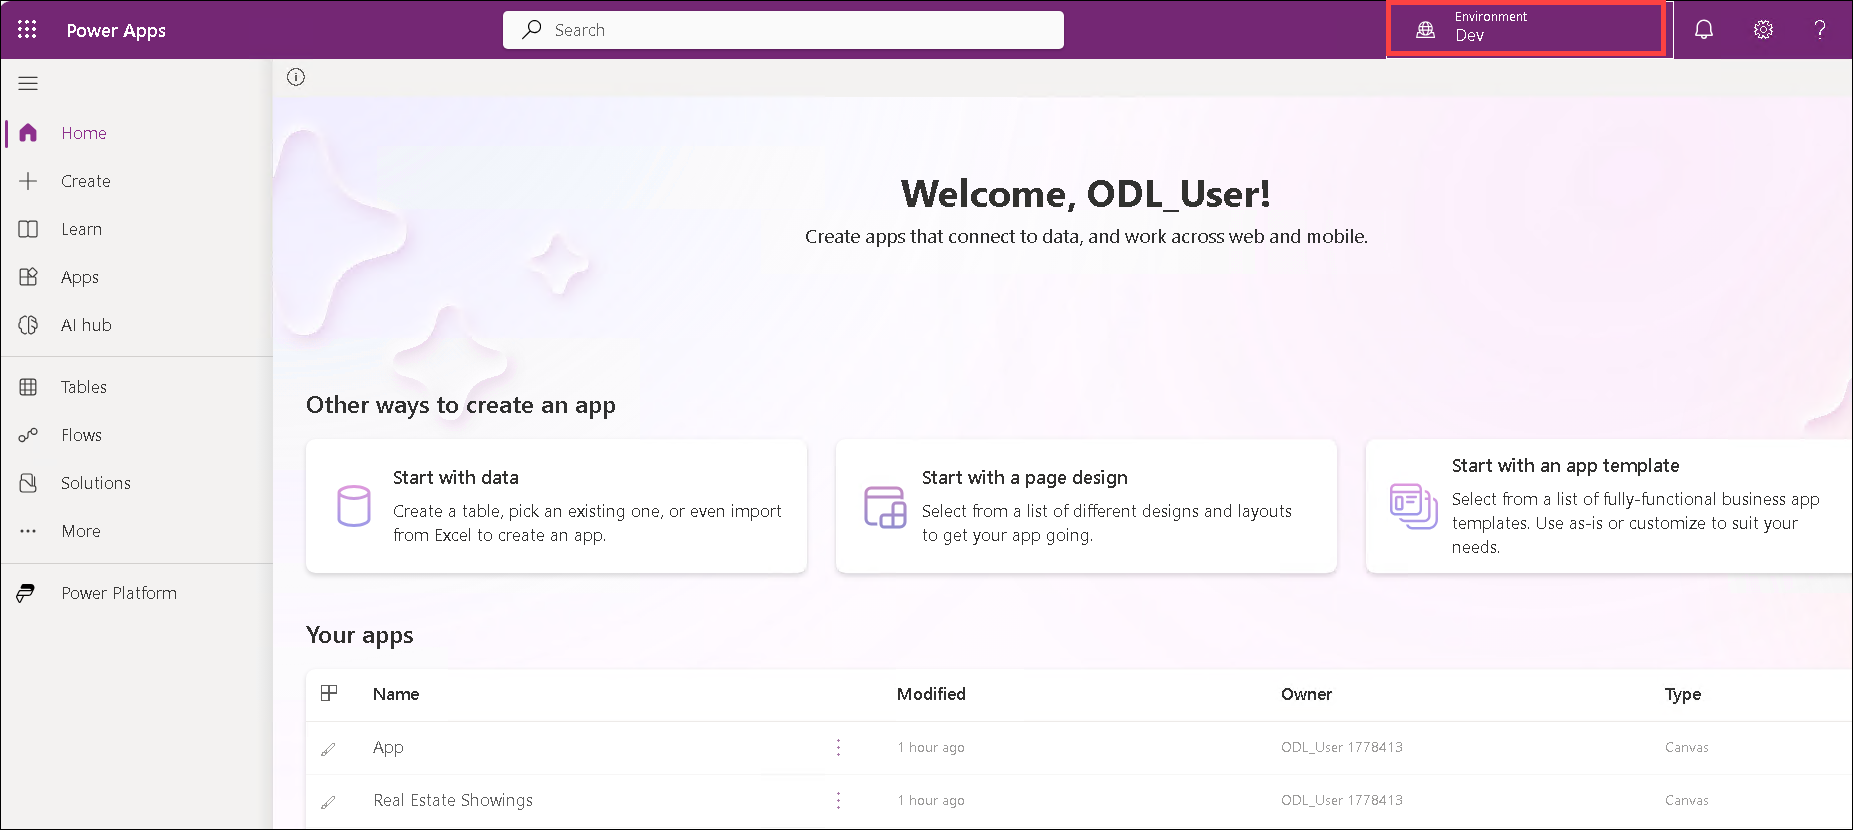 Power Apps
Search
Environment
Dev
?
Home
Create
Learn
Apps
AI hub
Tables
Flows
Solutions
More
Power Platform
Welcome, ODL_User!
Create apps that connect to data, and work across web and mobile.
Other ways to create an app
Start with data
Create a table, pick an existing one, or even import
from Excel to create an app.
Start with a page design
Select from a list of different designs and layouts
to get your app going.
Start with an app template
Select from a list of fully-functional business app
templates. Use as-is or customize to suit your
needs.
Your apps
Name Modified Owner Type
App 1 hour ago ODL_User 1778413 Canvas
Real Estate Showings 1 hour ago ODL_User 1778413 Canvas